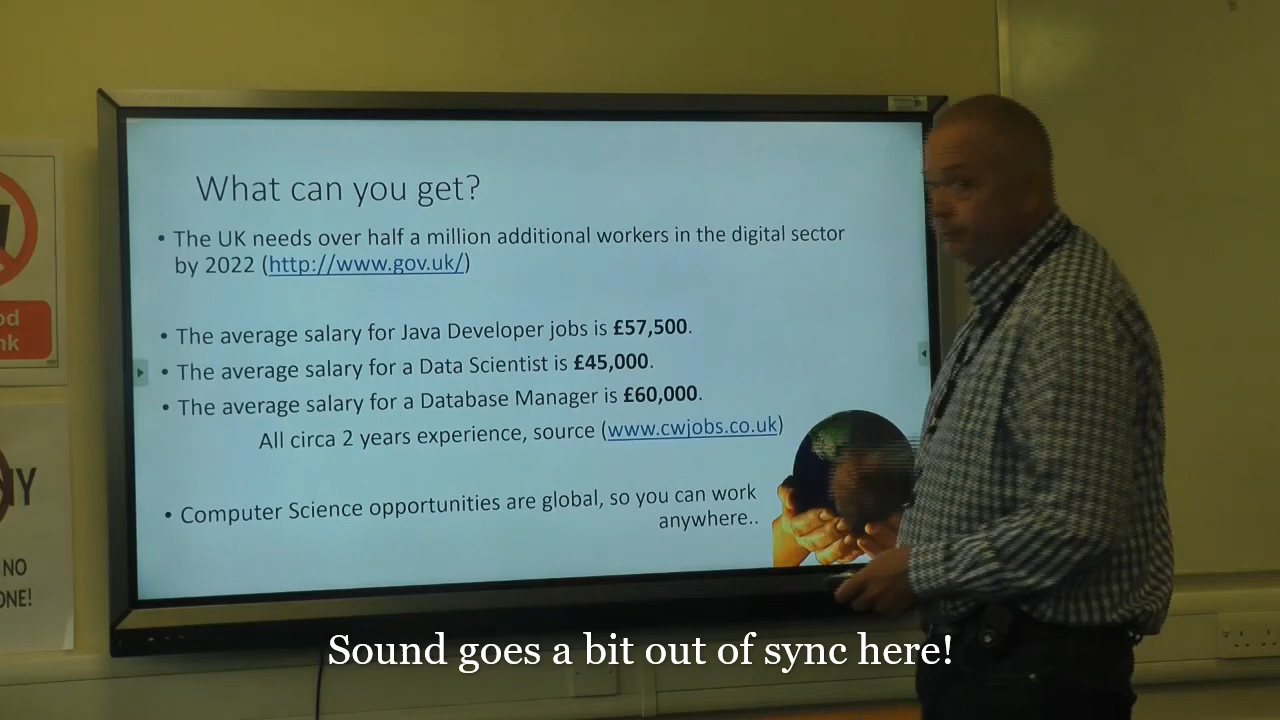 What can you get?
• The UK needs over half a million additional workers in the digital sector
by 2022 (http://www.gov.uk/)
• The average salary for Java Developer jobs is £57,500.
• The average salary for a Data Scientist is £45,000.
• The average salary for a Database Manager is £60,000.
All circa 2 years experience, source (www.cwjobs.co.uk)
• Computer Science opportunities are global, so you can work
anywhere..
NO
Sound goes a bit out of sync here!